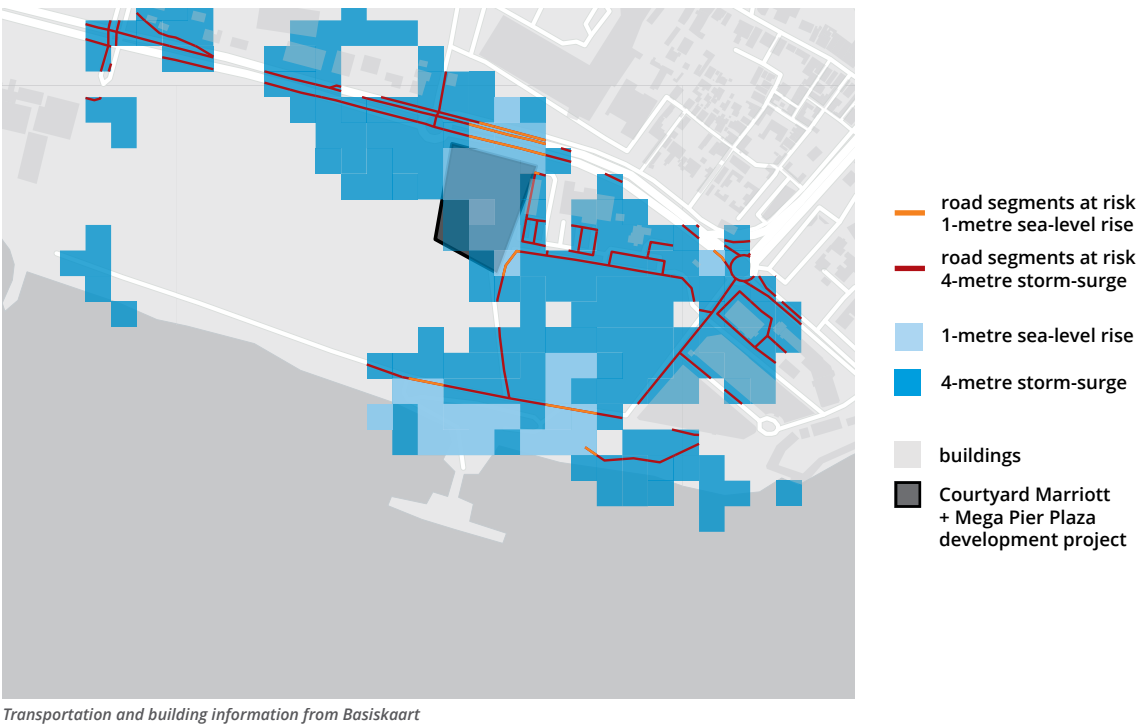 road segments at risk
1-metre sea-level rise
road segments at risk
4-metre storm-surge
1-metre sea-level rise
4-metre storm-surge
buildings
Courtyard Marriott
+ Mega Pier Plaza
development project
Transportation and building information from Basiskaart